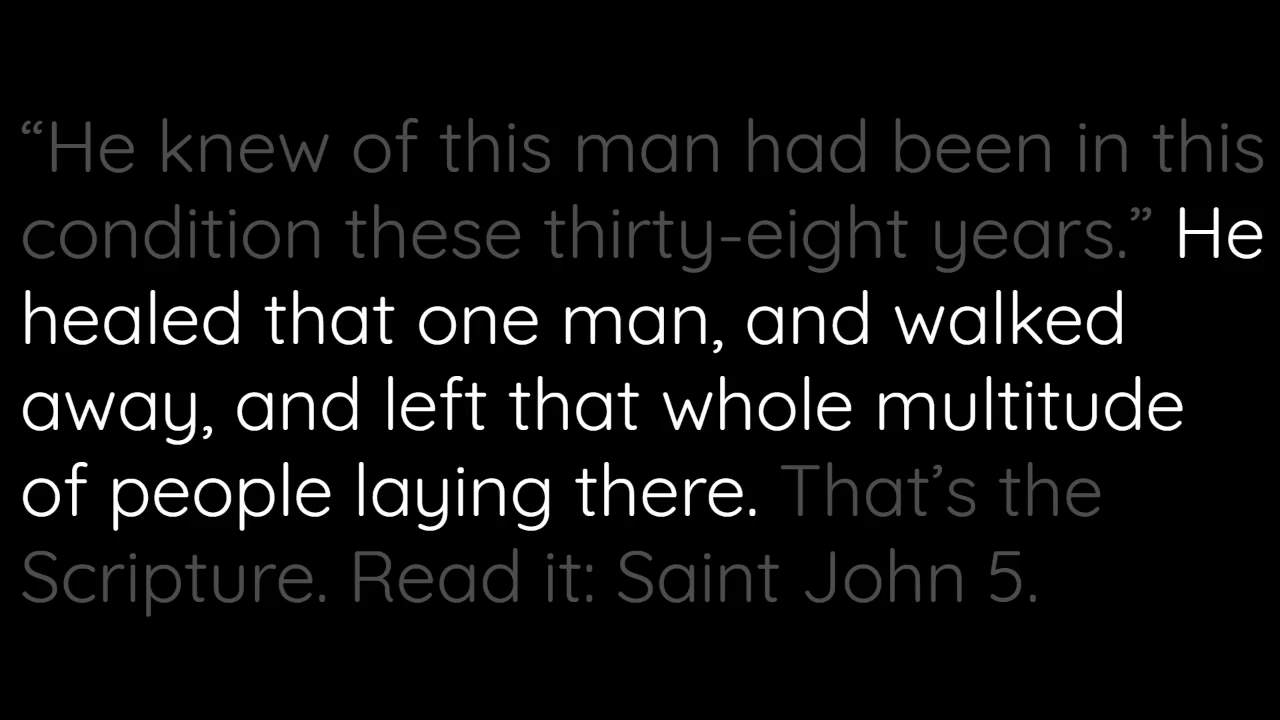 “He knew of this man had been in this
condition these thirty-eight years.” He
healed that one man, and walked
away, and left that whole multitude
of people laying there. That’s the
Scripture. Read it: Saint John 5.